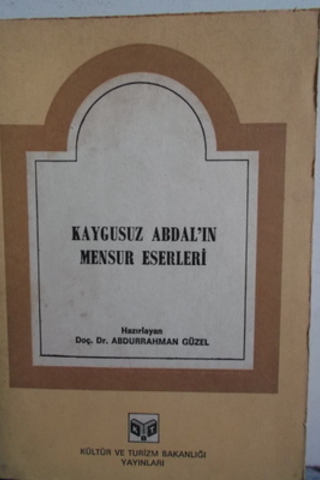 KAYGUSUZ ABDAL'IN
MENSUR ESERLERİ
Hazırlayan
Doç. Dr. ABDURRAHMAN GÜZEL
KÜLTÜR VE TURİZM BAKANLIĞI
YAYINLARI